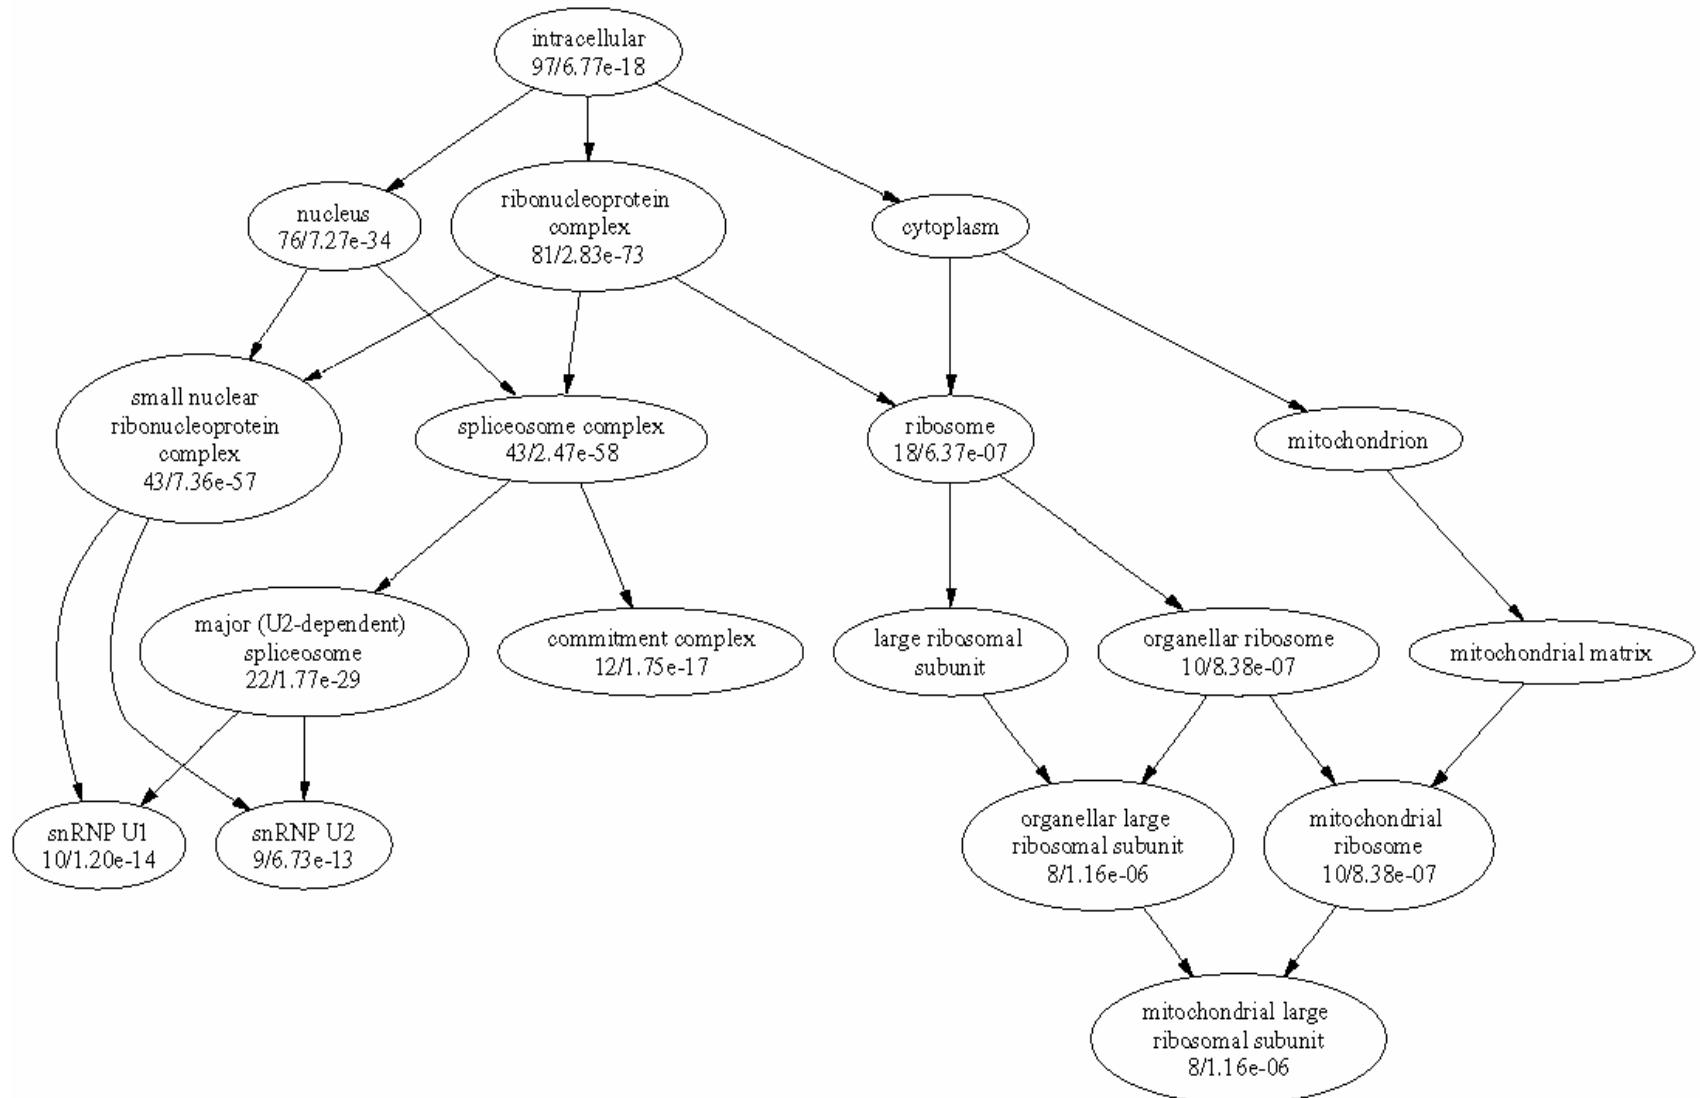 intracellular
97/6.77e-18
nucleus
76/7.27e-34
ribonucleoprotein
complex
81/2.83e-73
cytoplasm
small nuclear
ribonucleoprotein
complex
43/7.36e-57
spliceosome complex
43/2.47e-58
ribosome
18/6.37e-07
mitochondrion
major (U2-dependent)
spliceosome
22/1.77e-29
commitment complex
12/1.75e-17
large ribosomal
subunit
organellar ribosome
10/8.38e-07
mitochondrial matrix
snRNP U1
10/1.20e-14
snRNP U2
9/6.73e-13
organellar large
ribosomal subunit
8/1.16e-06
mitochondrial
ribosome
10/8.38e-07
mitochondrial large
ribosomal subunit
8/1.16e-06